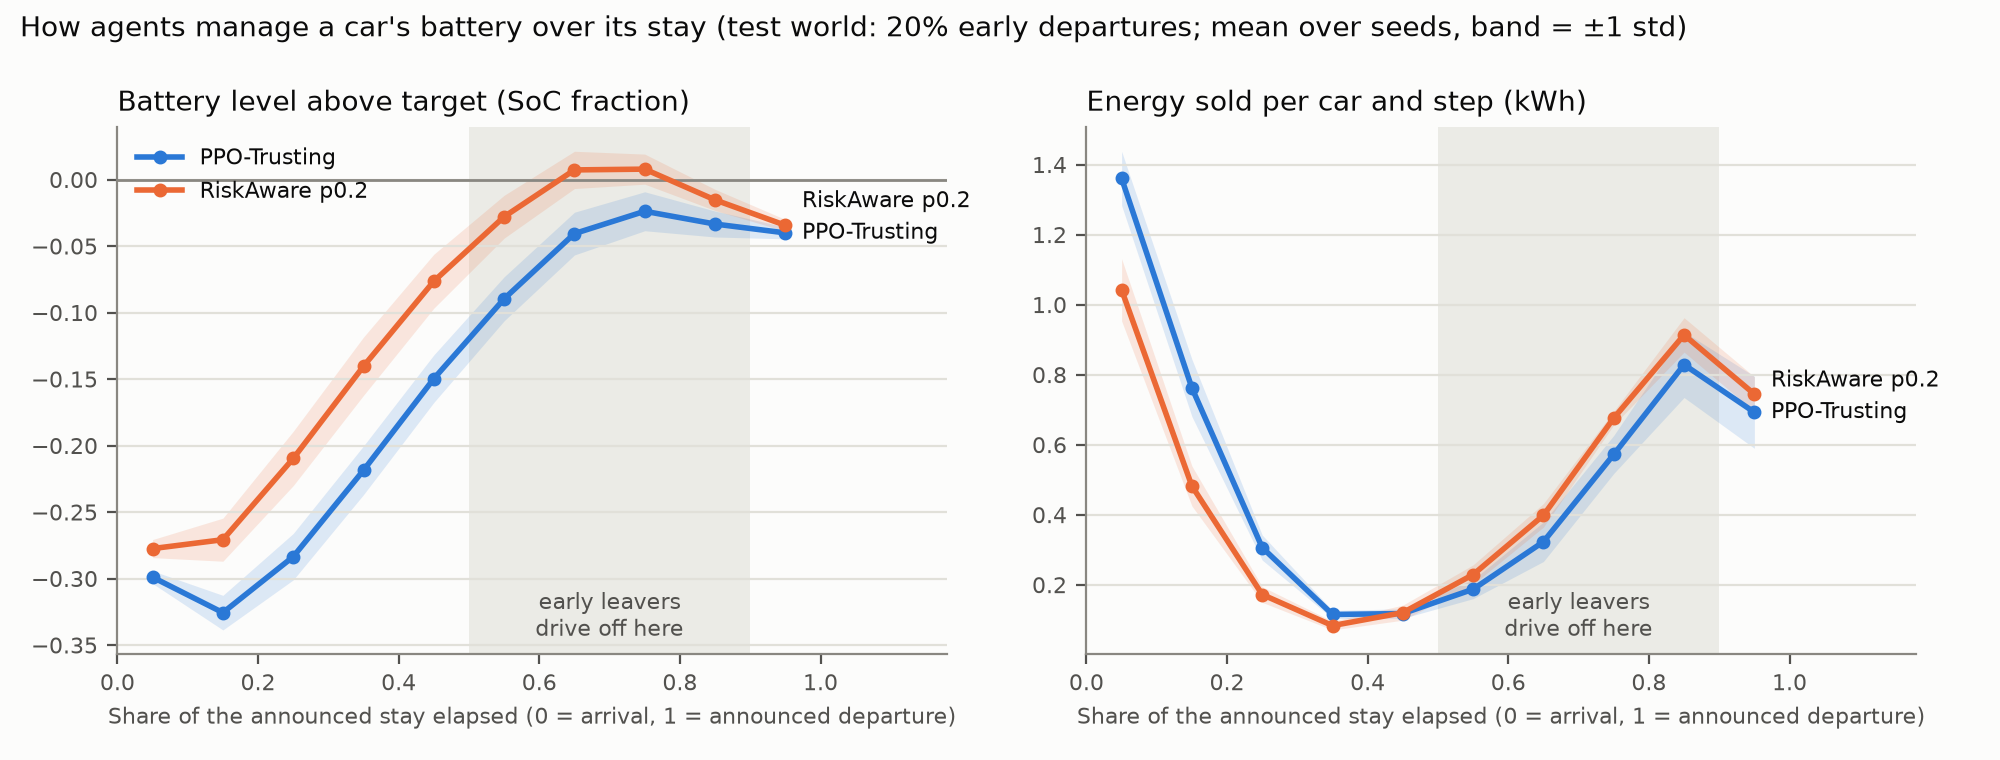 How agents manage a car's battery over its stay (test world: 20% early departures; mean over seeds, band = ±1 std)
Battery level above target (SoC fraction)
PPO-Trusting
RiskAware p0.2
0.00
−0.05
−0.10
−0.15
−0.20
−0.25
−0.30
−0.35
RiskAware p0.2
PPO-Trusting
early leavers
drive off here
0.0
0.2
0.4
0.6
0.8
1.0
Share of the announced stay elapsed (0 = arrival, 1 = announced departure)
Energy sold per car and step (kWh)
1.4
1.2
1.0
0.8
0.6
0.4
0.2
RiskAware p0.2
PPO-Trusting
early leavers
drive off here
0.0
0.2
0.4
0.6
0.8
1.0
Share of the announced stay elapsed (0 = arrival, 1 = announced departure)